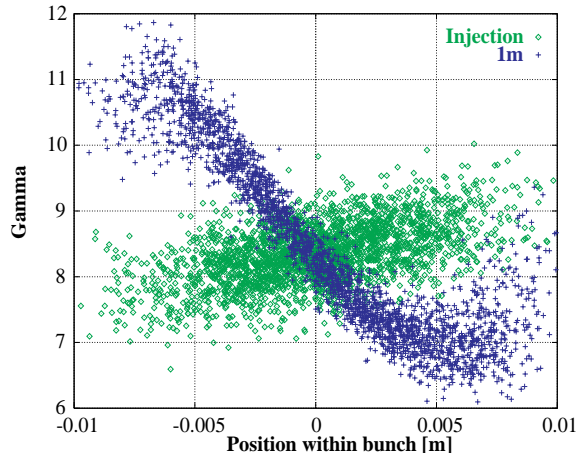 12
Injection
1m
11
10
Gamma
9
8
7
6
-0.01 -0.005 0 0.005 0.01
Position within bunch [m]